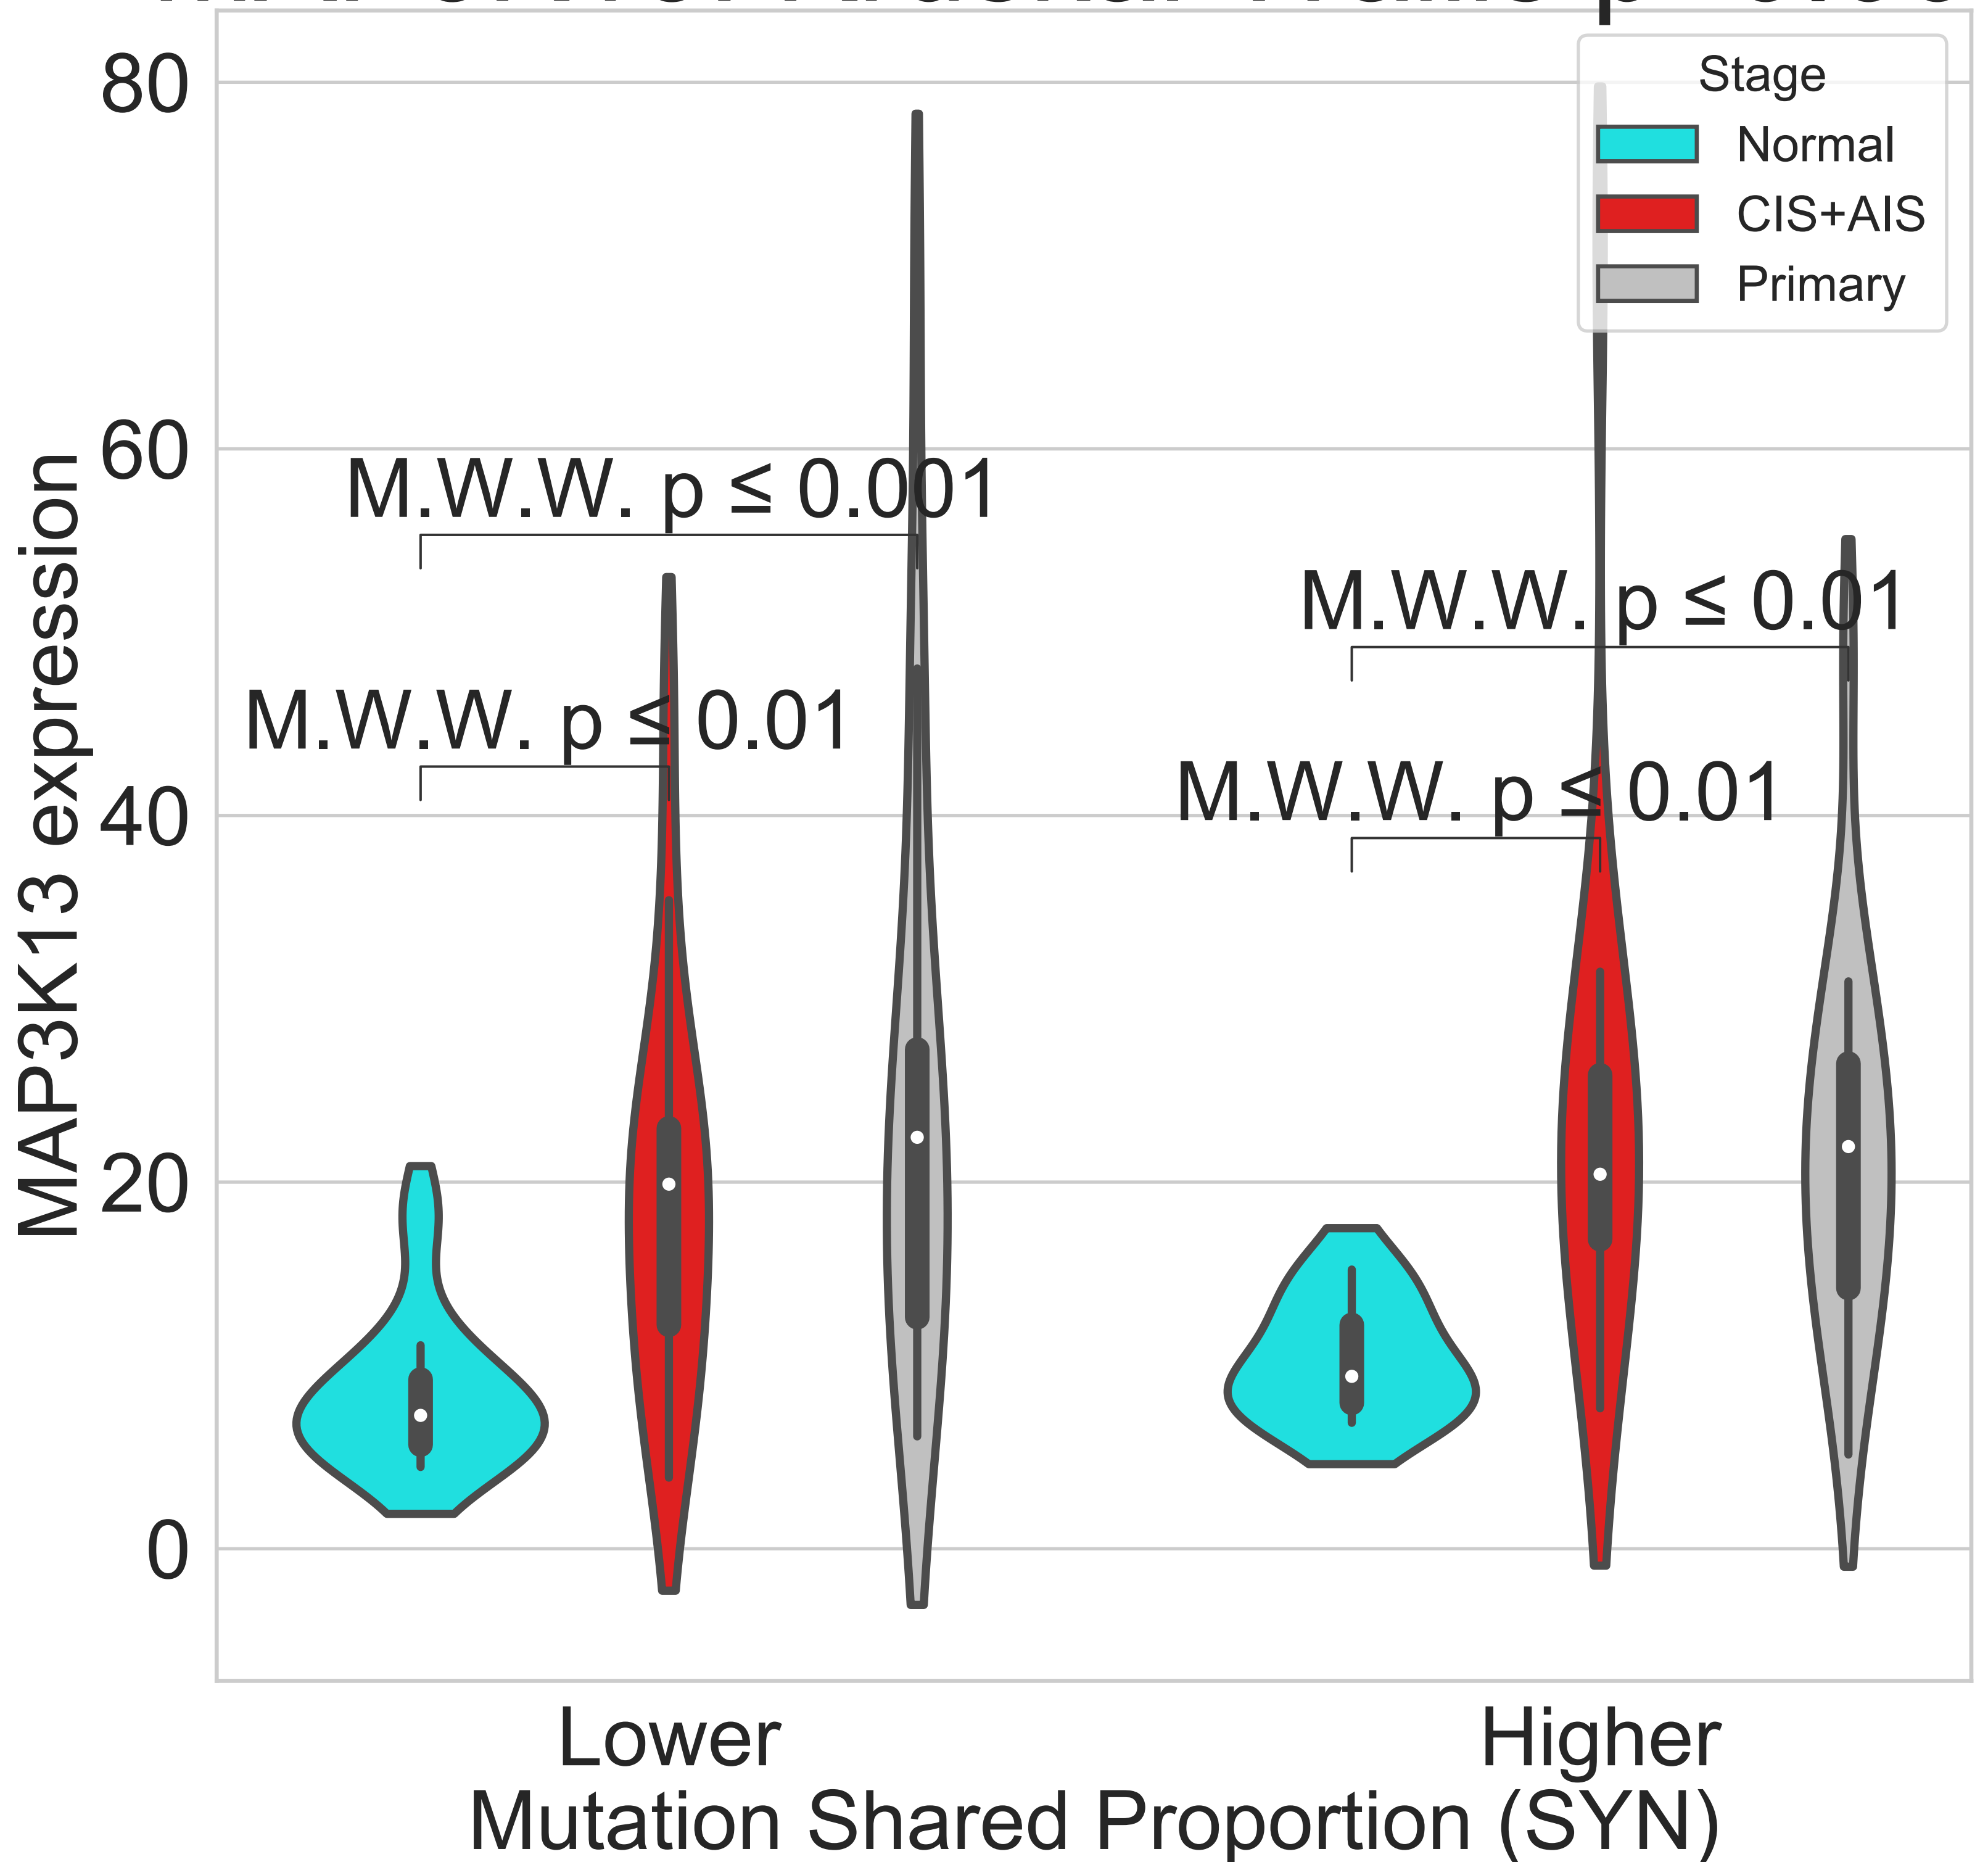 80
60
40
20
0
MAP3K13 expression
Stage
Normal
CIS+AIS
Primary
M.W.W. p ≤ 0.001
M.W.W. p ≤ 0.01
M.W.W. p ≤ 0.01
M.W.W. p ≤ 0.01
Lower
Higher
Mutation Shared Proportion (SYN)